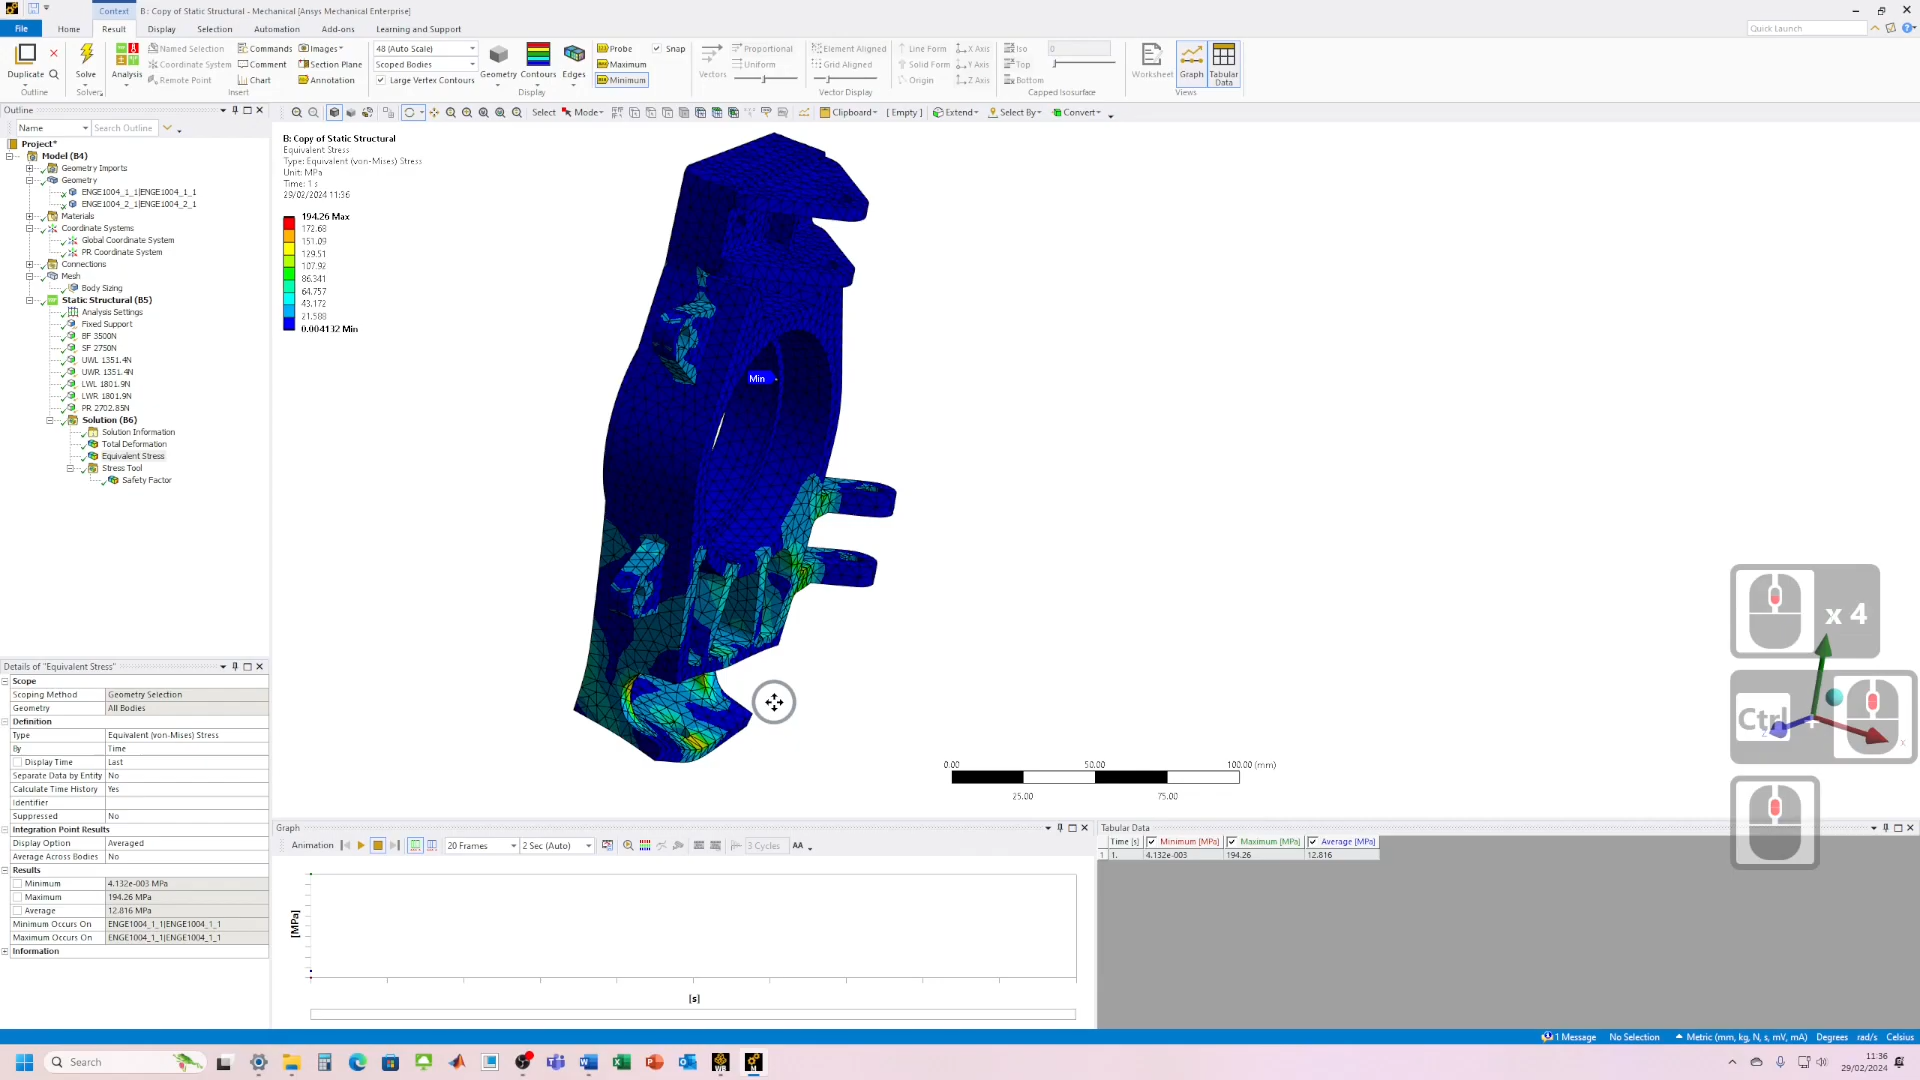 Context
B : Copy of Static Structural - Mechanical [Ansys Mechanical Enterprise]
File Home Result Display Selection Automation Add-ons Learning and Support
Quick Launch
Duplicate
Outline
Solve
Solver
Analysis
Named Selection Commands Images
Coordinate System Comment Section Plane
Remote Point Chart Annotation
Insert
48 (Auto Scale)
Scoped Bodies
Large Vertex Contours
Geometry Contours Edges
Display
Probe Snap
Maximum
Minimum
Vectors
Proportional Element Aligned Line Form X Axis
Uniform Grid Aligned Solid Form Y Axis
Origin Z Axis
Vector Display
Iso 0
Top
Bottom
Capped Isosurface
Worksheet Graph Tabular Data
Views
Outline
Name Search Outline
Select Mode Clipboard [ Empty ] Extend Select By Convert
Project*
Model (B4)
Geometry Imports
Geometry
ENGE1004_1_1|ENGE1004_1_1
ENGE1004_2_1|ENGE1004_2_1
Materials
Coordinate Systems
Global Coordinate System
PR Coordinate System
Connections
Mesh
Body Sizing
Static Structural (B5)
Analysis Settings
Fixed Support
BF 3500N
SF 2750N
UWL 1351.4N
UWR 1351.4N
LWL 1801.9N
LWR 1801.9N
PR 2702.85N
Solution (B6)
Solution Information
Total Deformation
Equivalent Stress
Stress Tool
Safety Factor
B: Copy of Static Structural
Equivalent Stress
Type: Equivalent (von-Mises) Stress
Unit: MPa
Time: 1 s
29/02/2024 11:36
194.26 Max
172.68
151.09
129.51
107.92
86.341
64.757
43.172
21.588
0.004132 Min
Min
0.00 50.00 100.00 (mm)
25.00 75.00
x 4
Ctrl
X
Z
Details of "Equivalent Stress"
Scope
Scoping Method Geometry Selection
Geometry All Bodies
Definition
Type Equivalent (von-Mises) Stress
By Time
Display Time Last
Separate Data by Entity No
Calculate Time History Yes
Identifier
Suppressed No
Integration Point Results
Display Option Averaged
Average Across Bodies No
Results
Minimum 4.132e-003 MPa
Maximum 194.26 MPa
Average 12.816 MPa
Minimum Occurs On ENGE1004_1_1|ENGE1004_1_1
Maximum Occurs On ENGE1004_1_1|ENGE1004_1_1
Information
Graph
Animation 20 Frames 2 Sec (Auto) 3 Cycles AA
[MPa]
[s]
Tabular Data
Time [s] Minimum [MPa] Maximum [MPa] Average [MPa]
1 1. 4.132e-003 194.26 12.816
1 Message No Selection Metric (mm, kg, N, s, mV, mA) Degrees rad/s Celsius
Search
11:36
29/02/2024